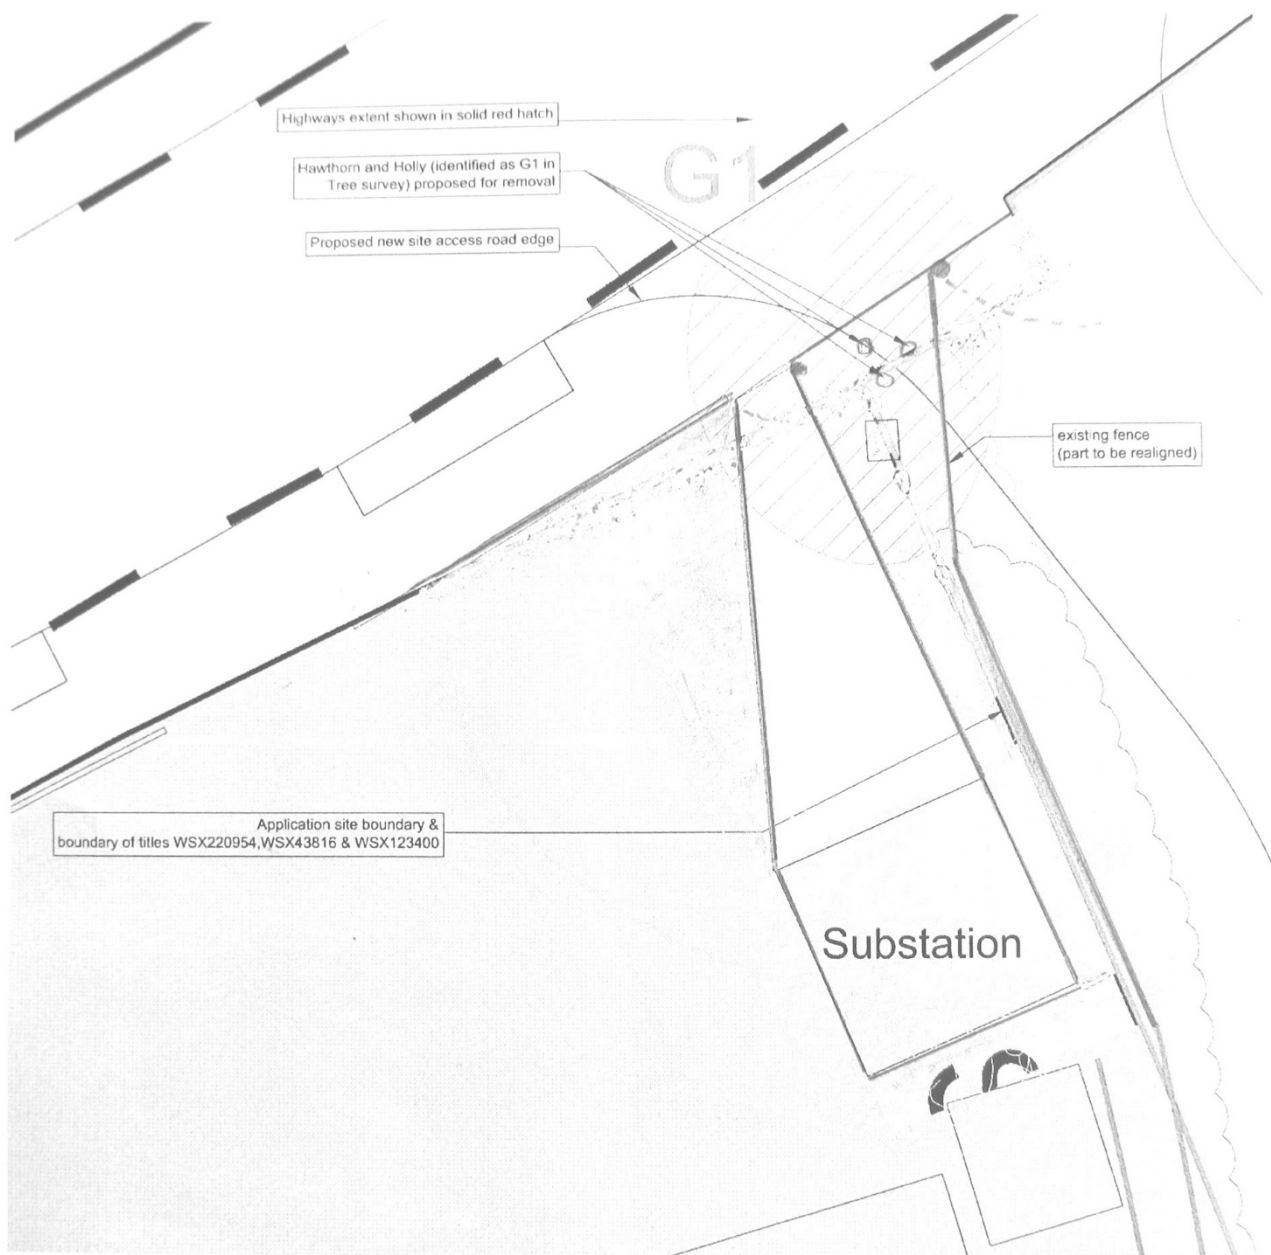 Highways extent shown in solid red hatch
G1
Hawthorn and Holly (identified as G1 in
Tree survey) proposed for removal
Proposed new site access road edge
existing fence
(part to be realigned)
Application site boundary &
boundary of titles WSX220954,WSX43816 & WSX123400
Substation